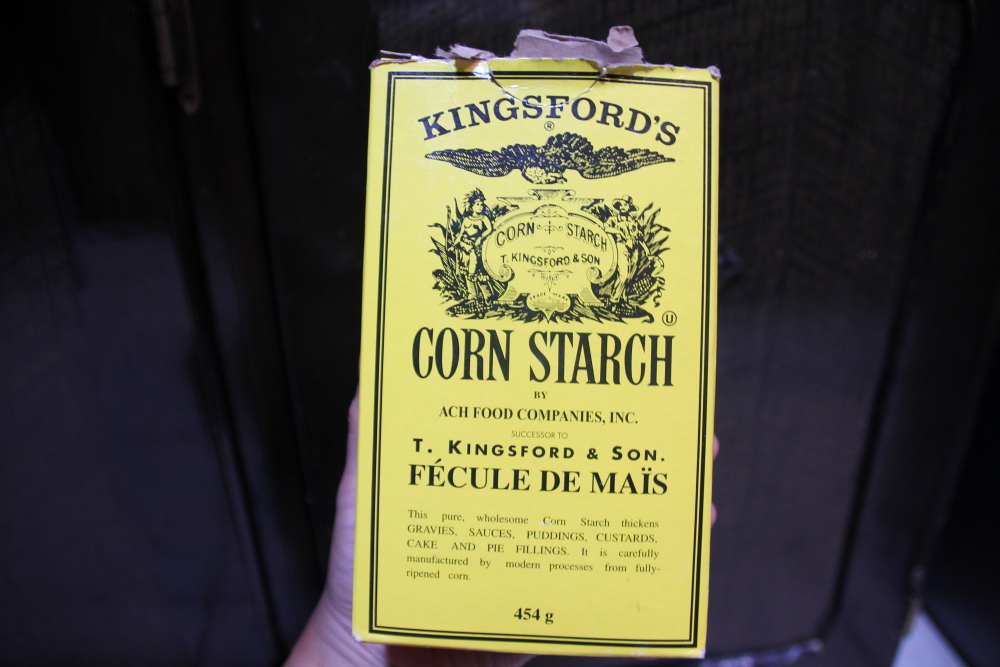 KINGSFORD'S
®
CORN STARCH
T. KINGSFORD & SON
TRADE MARK
U
CORN STARCH
BY
ACH FOOD COMPANIES, INC.
SUCCESSOR TO
T. KINGSFORD & SON.
FÉCULE DE MAÏS
This pure, wholesome Corn Starch thickens
GRAVIES, SAUCES, PUDDINGS, CUSTARDS,
CAKE AND PIE FILLINGS. It is carefully
manufactured by modern processes from fully-
ripened corn.
454 g